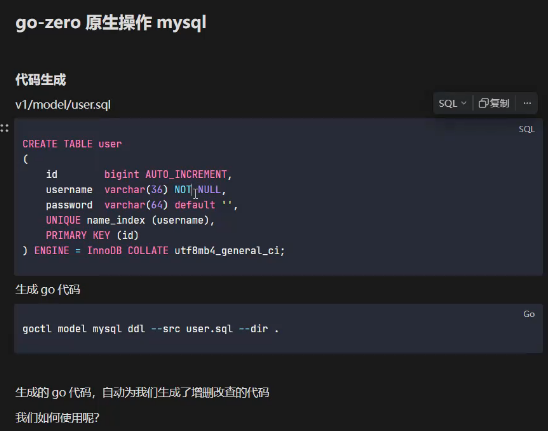 go-zero 原生操作 mysql
代码生成
v1/model/user.sql
SQL 复制 ···
SQL
CREATE TABLE user
(
id bigint AUTO_INCREMENT,
username varchar(36) NOT NULL,
password varchar(64) default '',
UNIQUE name_index (username),
PRIMARY KEY (id)
) ENGINE = InnoDB COLLATE utf8mb4_general_ci;
生成 go 代码
Go
goctl model mysql ddl --src user.sql --dir .
生成的 go 代码，自动为我们生成了增删改查的代码
我们如何使用呢？